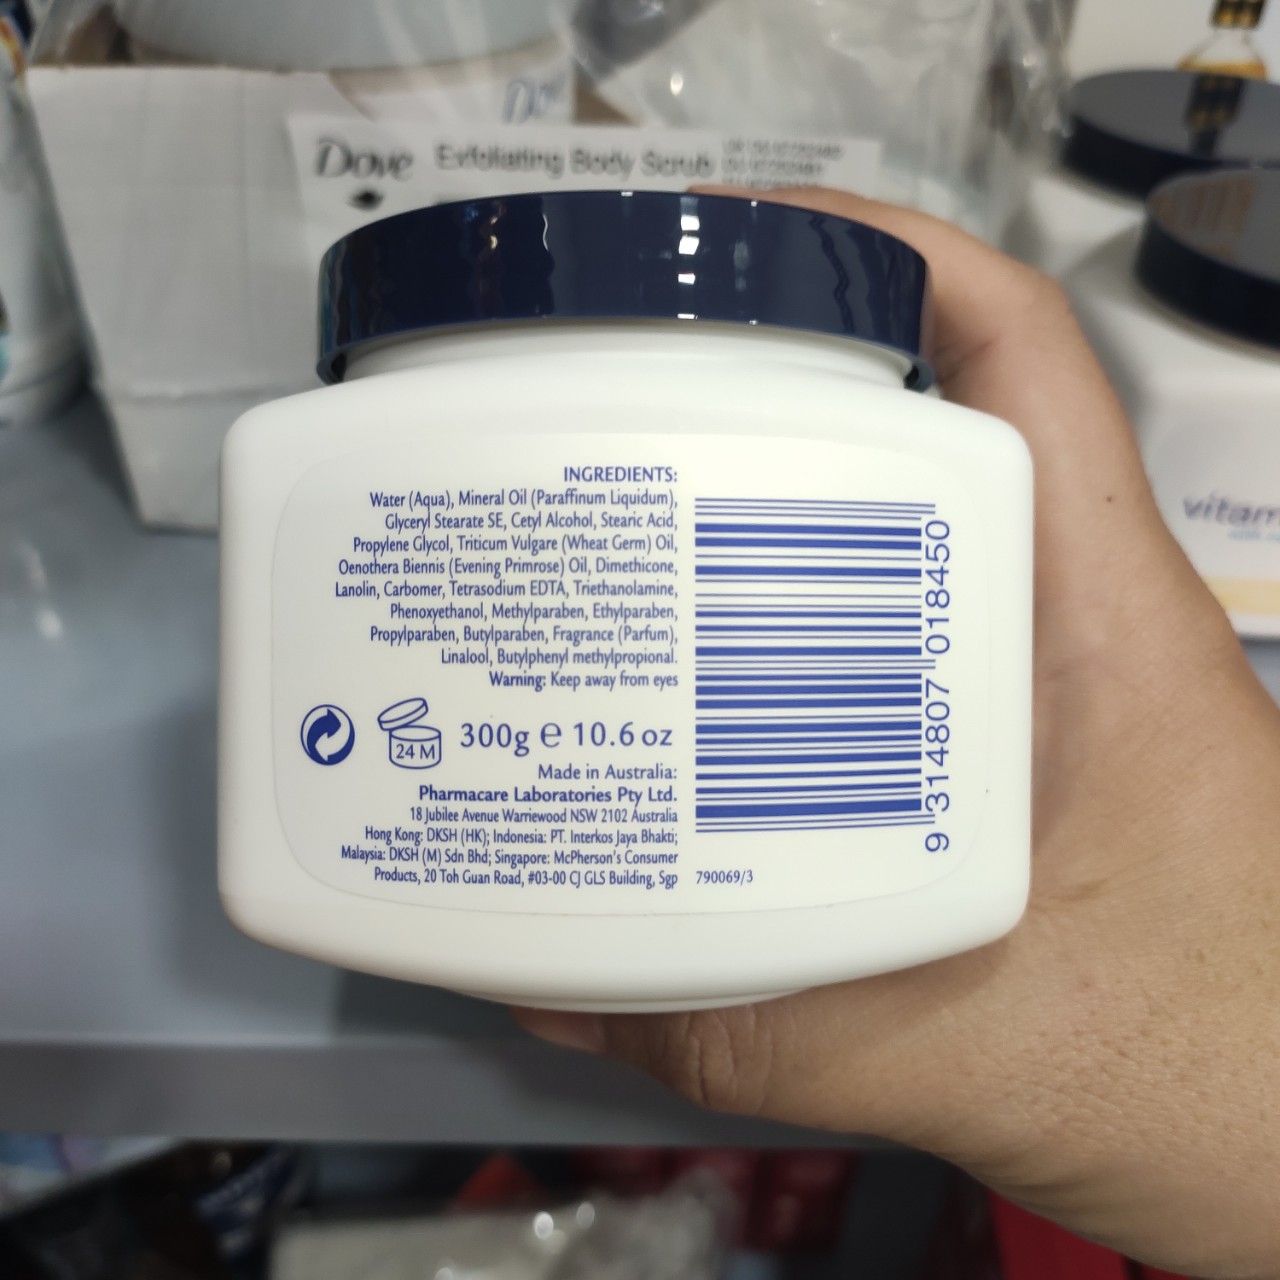 Dove Exfoliating Body Scrub
INGREDIENTS:
Water (Aqua), Mineral Oil (Paraffinum Liquidum),
Glyceryl Stearate SE, Cetyl Alcohol, Stearic Acid,
Propylene Glycol, Triticum Vulgare (Wheat Germ) Oil,
Oenothera Biennis (Evening Primrose) Oil, Dimethicone,
Lanolin, Carbomer, Tetrasodium EDTA, Triethanolamine,
Phenoxyethanol, Methylparaben, Ethylparaben,
Propylparaben, Butylparaben, Fragrance (Parfum),
Linalool, Butylphenyl methylpropional.
Warning: Keep away from eyes
24 M
300g e 10.6 oz
Made in Australia:
Pharmacare Laboratories Pty Ltd.
18 Jubilee Avenue Warriewood NSW 2102 Australia
Hong Kong: DKSH (HK); Indonesia: PT. Interkos Jaya Bhakti;
Malaysia: DKSH (M) Sdn Bhd; Singapore: McPherson's Consumer
Products, 20 Toh Guan Road, #03-00 CJ GLS Building, Sgp
790069/3
9 314807 018450